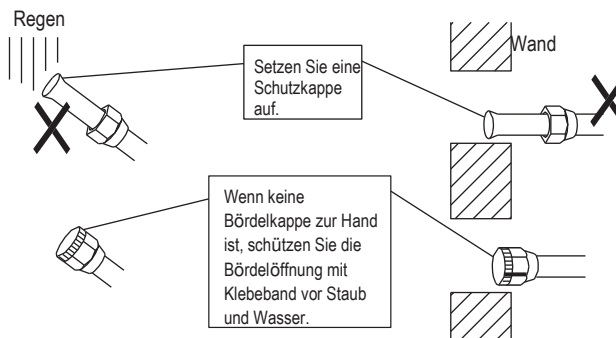 Regen
Setzen Sie eine
Schutzkappe
auf.
Wand
Wenn keine
Bördelkappe zur Hand
ist, schützen Sie die
Bördelöffnung mit
Klebeband vor Staub
und Wasser.